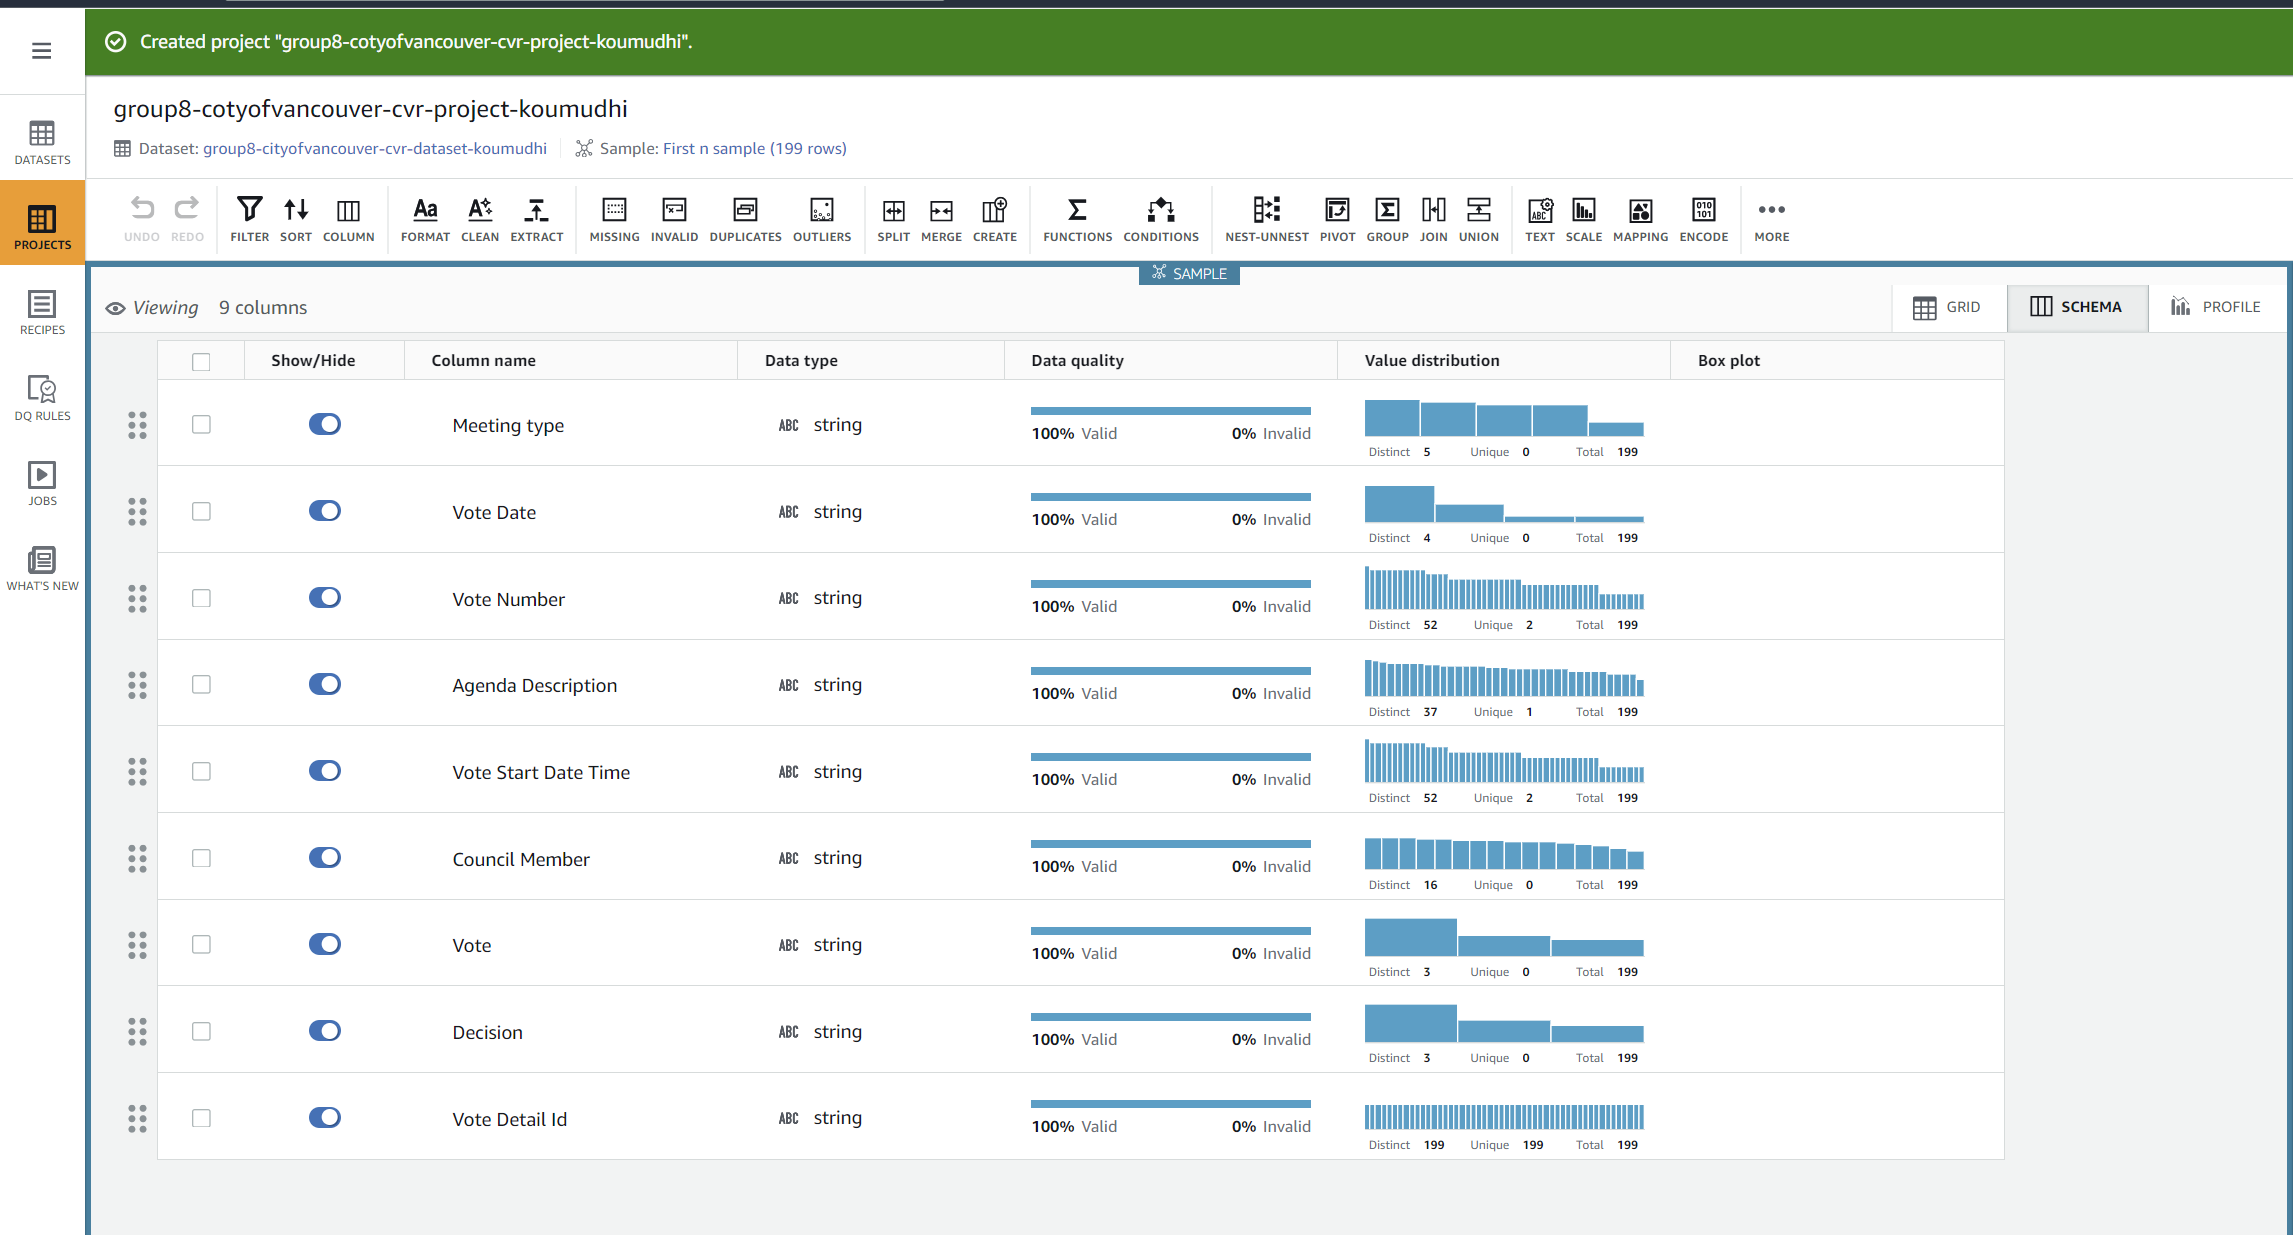 Created project "group8-cotyofvancouver-cvr-project-koumudhi".
group8-cotyofvancouver-cvr-project-koumudhi
Dataset: group8-cityofvancouver-cvr-dataset-koumudhi Sample: First n sample (199 rows)
DATASETS
PROJECTS
RECIPES
DQ RULES
JOBS
WHAT'S NEW
UNDO REDO FILTER SORT COLUMN FORMAT CLEAN EXTRACT MISSING INVALID DUPLICATES OUTLIERS SPLIT MERGE CREATE FUNCTIONS CONDITIONS NEST-UNNEST PIVOT GROUP JOIN UNION TEXT SCALE MAPPING ENCODE MORE
SAMPLE
Viewing 9 columns GRID SCHEMA PROFILE
Show/Hide Column name Data type Data quality Value distribution Box plot
Meeting type ABC string 100% Valid 0% Invalid
Distinct 5 Unique 0 Total 199
Vote Date ABC string 100% Valid 0% Invalid
Distinct 4 Unique 0 Total 199
Vote Number ABC string 100% Valid 0% Invalid
Distinct 52 Unique 2 Total 199
Agenda Description ABC string 100% Valid 0% Invalid
Distinct 37 Unique 1 Total 199
Vote Start Date Time ABC string 100% Valid 0% Invalid
Distinct 52 Unique 2 Total 199
Council Member ABC string 100% Valid 0% Invalid
Distinct 16 Unique 0 Total 199
Vote ABC string 100% Valid 0% Invalid
Distinct 3 Unique 0 Total 199
Decision ABC string 100% Valid 0% Invalid
Distinct 3 Unique 0 Total 199
Vote Detail Id ABC string 100% Valid 0% Invalid
Distinct 199 Unique 199 Total 199